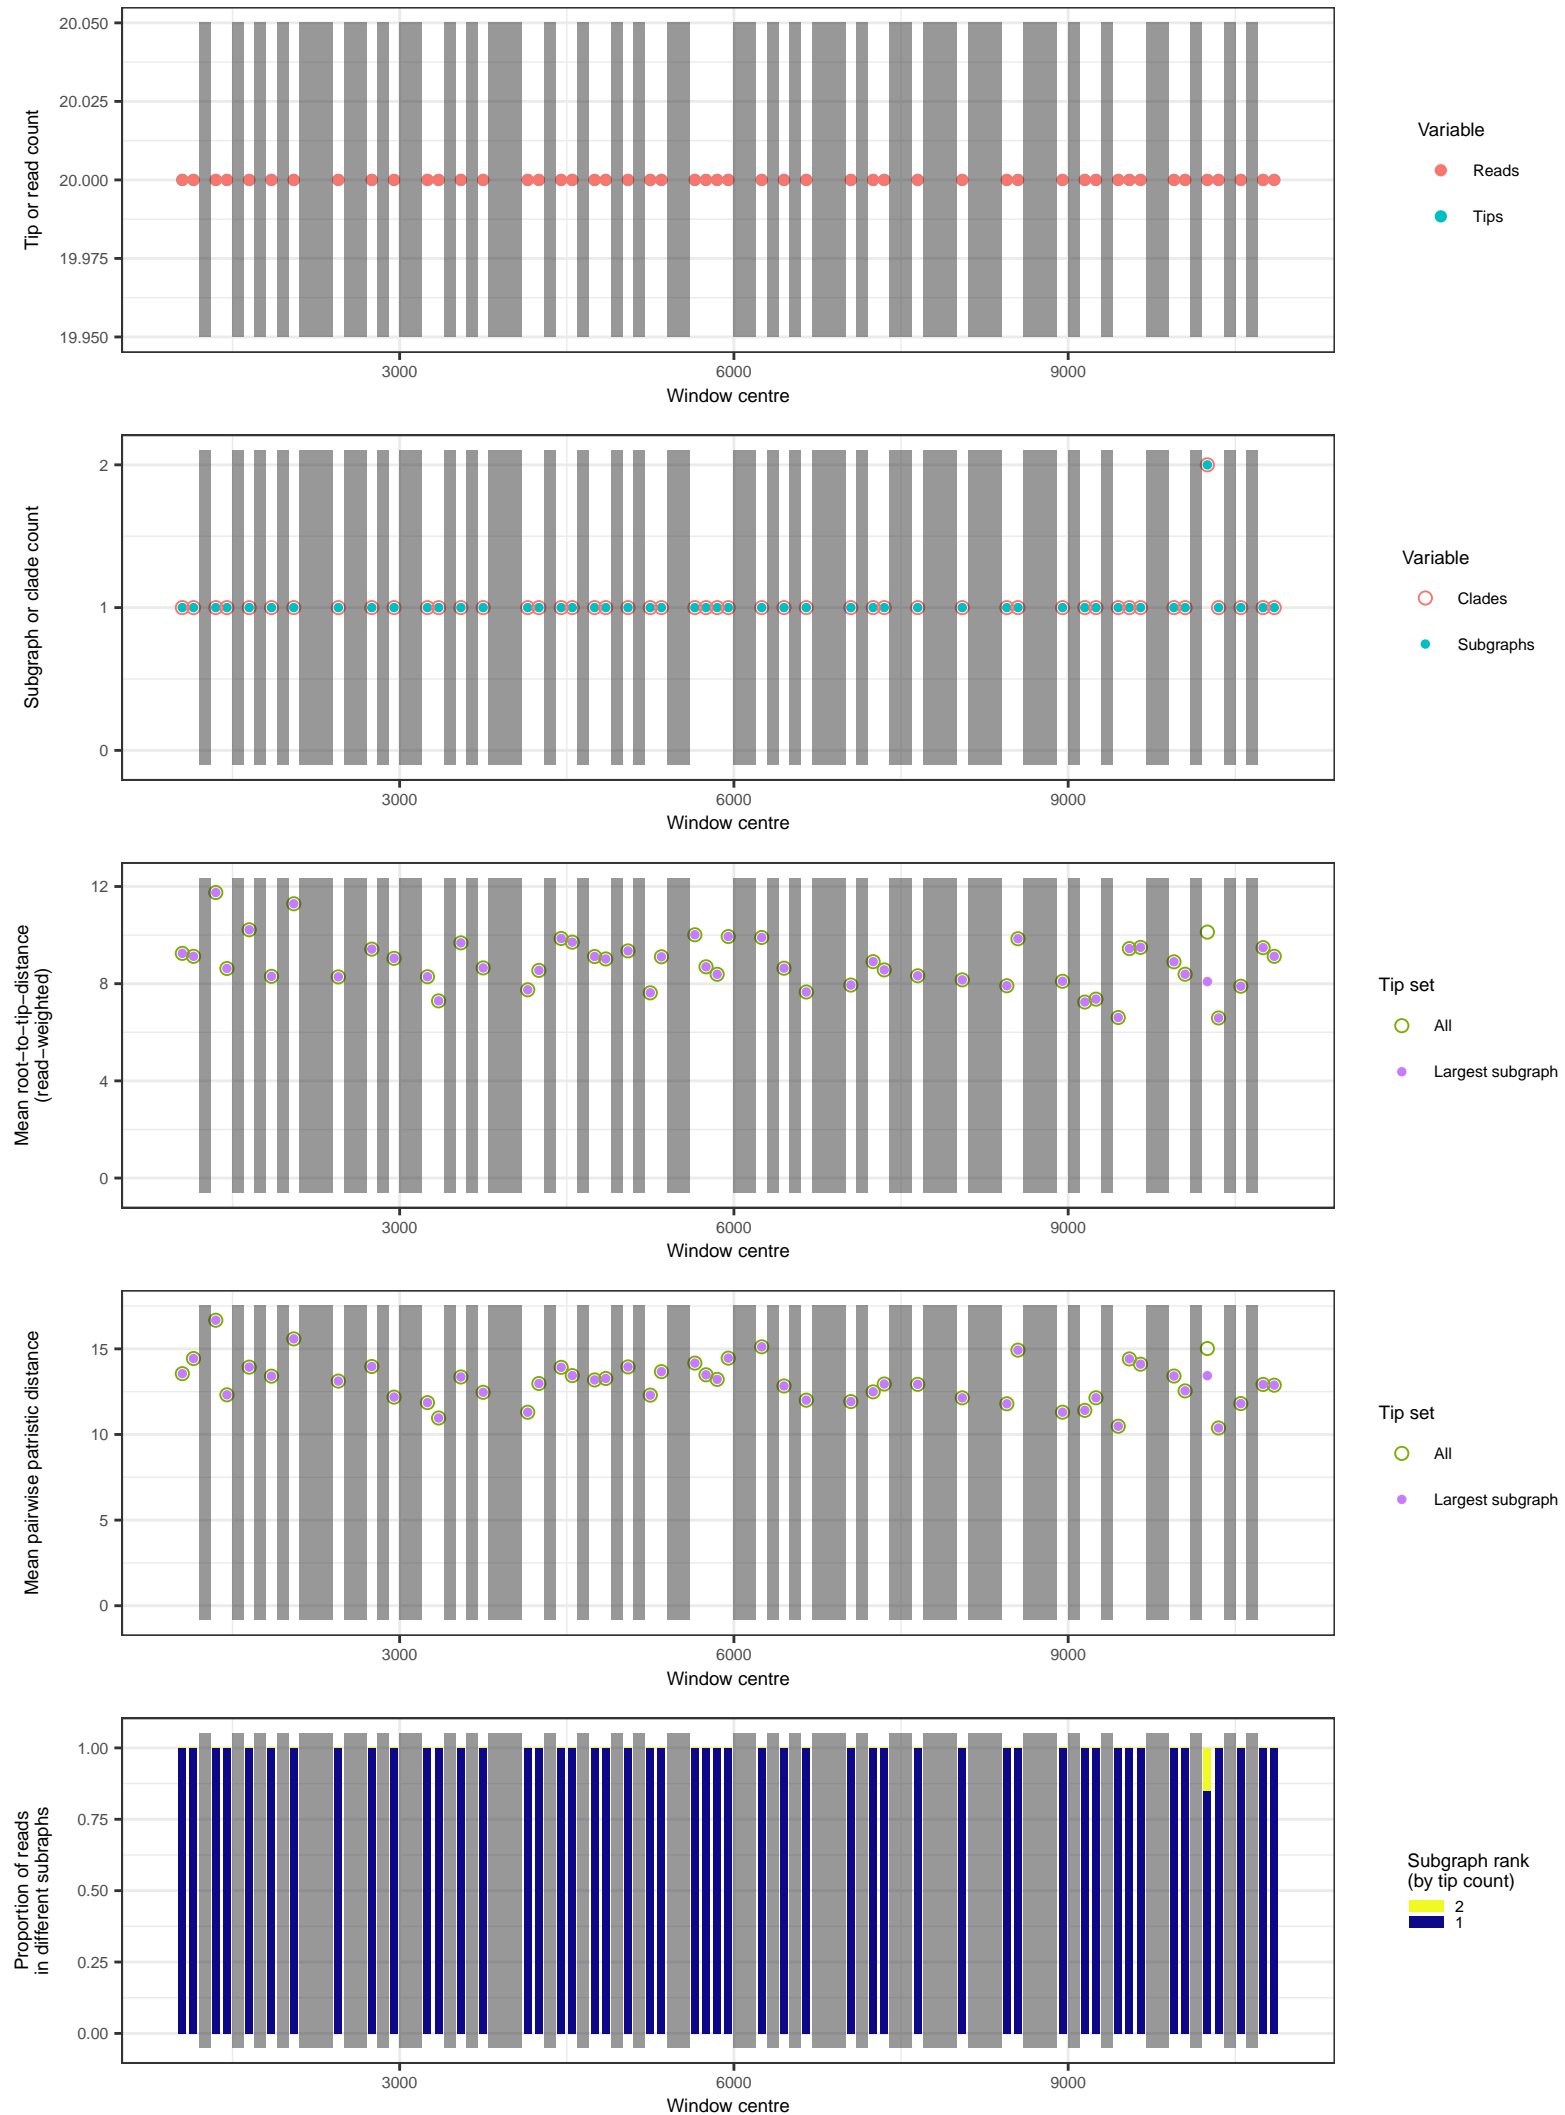 20.050
20.025
20.000
19.975
19.950
Tip or read count
3000
6000
9000
Window centre
Variable
Reads
Tips
2
1
0
Subgraph or clade count
3000
6000
9000
Window centre
Variable
Clades
Subgraphs
12
8
4
0
Mean root−to−tip−distance
(read−weighted)
3000
6000
9000
Window centre
Tip set
All
Largest subgraph
15
10
5
0
Mean pairwise patristic distance
3000
6000
9000
Window centre
Tip set
All
Largest subgraph
1.00
0.75
0.50
0.25
0.00
Proportion of reads
in different subraphs
3000
6000
9000
Window centre
Subgraph rank
(by tip count)
2
1